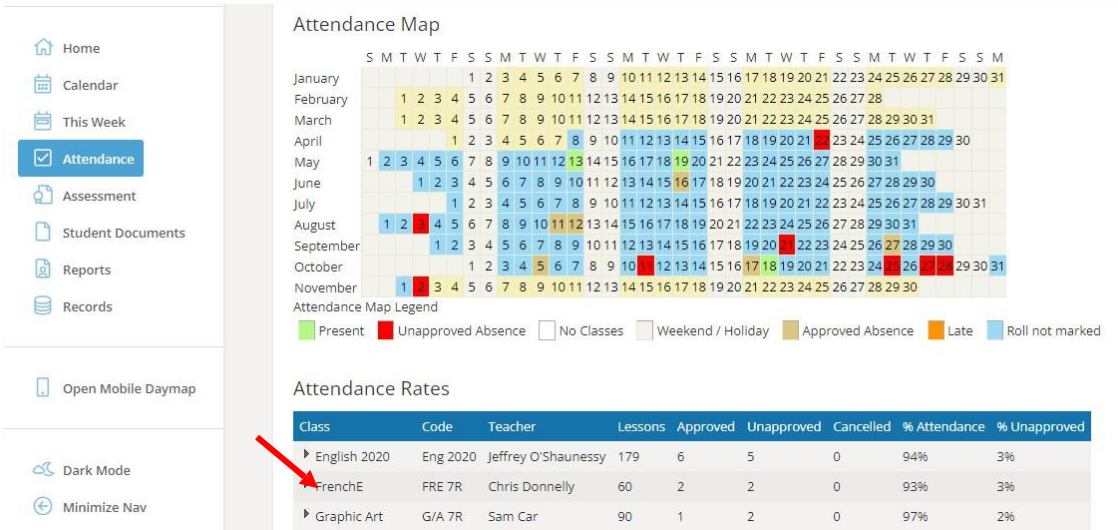 Home
Calendar
This Week
Attendance
Assessment
Student Documents
Reports
Records
Open Mobile Daymap
Dark Mode
Minimize Nav
Attendance Map
S M T W T F S S M T W T F S S M T W T F S S M T W T F S S M T W T F S S M
January 1 2 3 4 5 6 7 8 9 10 11 12 13 14 15 16 17 18 19 20 21 22 23 24 25 26 27 28 29 30 31
February 1 2 3 4 5 6 7 8 9 10 11 12 13 14 15 16 17 18 19 20 21 22 23 24 25 26 27 28
March 1 2 3 4 5 6 7 8 9 10 11 12 13 14 15 16 17 18 19 20 21 22 23 24 25 26 27 28 29 30 31
April 1 2 3 4 5 6 7 8 9 10 11 12 13 14 15 16 17 18 19 20 21 22 23 24 25 26 27 28 29 30
May 1 2 3 4 5 6 7 8 9 10 11 12 13 14 15 16 17 18 19 20 21 22 23 24 25 26 27 28 29 30 31
June 1 2 3 4 5 6 7 8 9 10 11 12 13 14 15 16 17 18 19 20 21 22 23 24 25 26 27 28 29 30
July 1 2 3 4 5 6 7 8 9 10 11 12 13 14 15 16 17 18 19 20 21 22 23 24 25 26 27 28 29 30 31
August 1 2 3 4 5 6 7 8 9 10 11 12 13 14 15 16 17 18 19 20 21 22 23 24 25 26 27 28 29 30 31
September 1 2 3 4 5 6 7 8 9 10 11 12 13 14 15 16 17 18 19 20 21 22 23 24 25 26 27 28 29 30
October 1 2 3 4 5 6 7 8 9 10 11 12 13 14 15 16 17 18 19 20 21 22 23 24 25 26 27 28 29 30 31
November 1 2 3 4 5 6 7 8 9 10 11 12 13 14 15 16 17 18 19 20 21 22 23 24 25 26 27 28 29 30
Attendance Map Legend
Present Unapproved Absence No Classes Weekend / Holiday Approved Absence Late Roll not marked
Attendance Rates
Class Code Teacher Lessons Approved Unapproved Cancelled % Attendance % Unapproved
English 2020 Eng 2020 Jeffrey O'Shaunessy 179 6 5 0 94% 3%
FrenchE FRE 7R Chris Donnelly 60 2 2 0 93% 3%
Graphic Art G/A 7R Sam Car 90 1 2 0 97% 2%